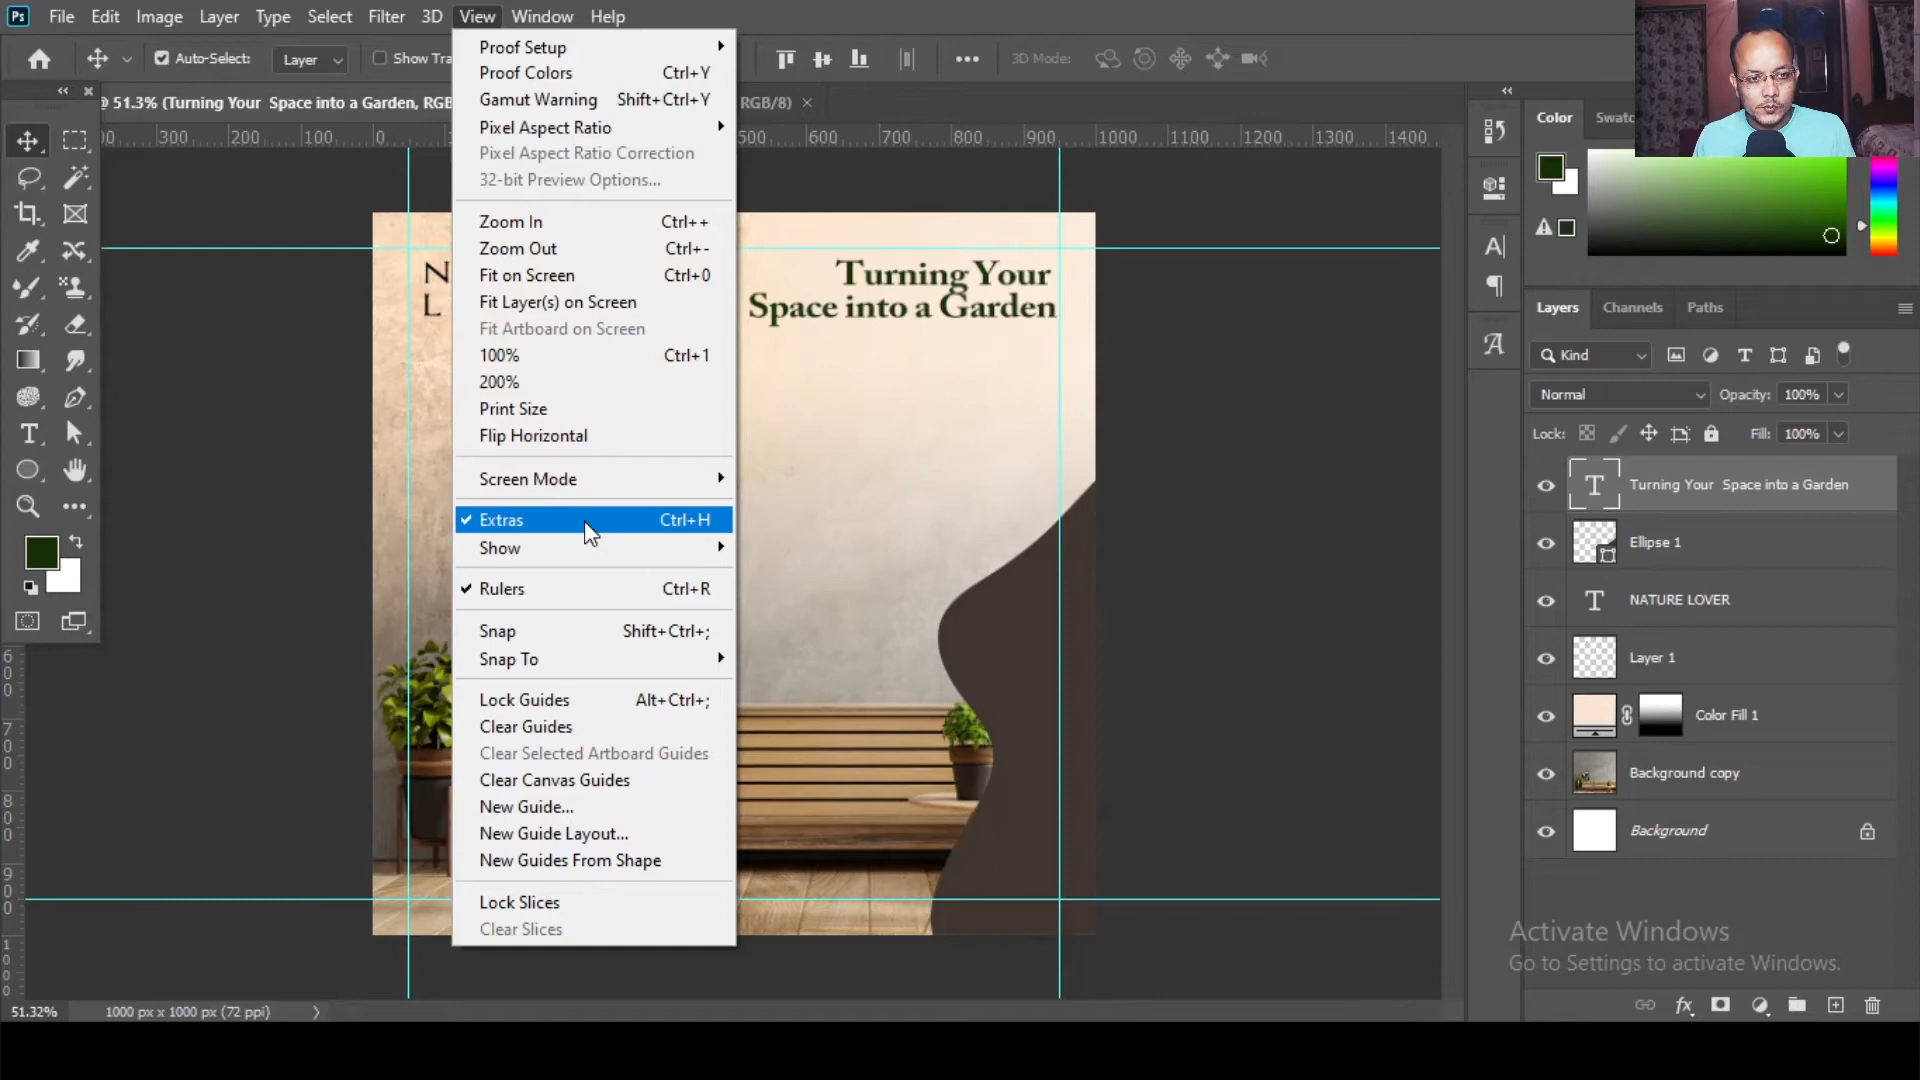 Ps File Edit Image Layer Type Select Filter 3D View Window Help
Auto-Select: Layer Show Tra 3D Mode:
@ 51.3% (Turning Your Space into a Garden, RGB RGB/8) ×
300 200 100 0 500 600 700 800 900 1000 1100 1200 1300 1400
Proof Setup
Proof Colors Ctrl+Y
Gamut Warning Shift+Ctrl+Y
Pixel Aspect Ratio
Pixel Aspect Ratio Correction
32-bit Preview Options...
Zoom In Ctrl++
Zoom Out Ctrl+-
Fit on Screen Ctrl+0
Fit Layer(s) on Screen
Fit Artboard on Screen
100% Ctrl+1
200%
Print Size
Flip Horizontal
Screen Mode
Extras Ctrl+H
Show
Rulers Ctrl+R
Snap Shift+Ctrl+;
Snap To
Lock Guides Alt+Ctrl+;
Clear Guides
Clear Selected Artboard Guides
Clear Canvas Guides
New Guide...
New Guide Layout...
New Guides From Shape
Lock Slices
Clear Slices
N
L
Turning Your
Space into a Garden
600
700
800
900
1000
Color Swatc
Layers Channels Paths
Kind
Normal Opacity: 100%
Lock: Fill: 100%
Turning Your Space into a Garden
Ellipse 1
NATURE LOVER
Layer 1
Color Fill 1
Background copy
Background
Activate Windows
Go to Settings to activate Windows.
51.32% 1000 px x 1000 px (72 ppi)